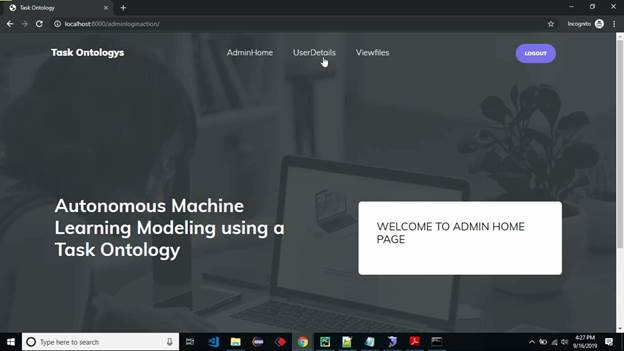 Task Ontology
localhost:8000/adminloginaction/
Incognito
Task Ontologys
AdminHome
UserDetails
Viewfiles
LOGOUT
Autonomous Machine
Learning Modeling using a
Task Ontology
WELCOME TO ADMIN HOME
PAGE
Type here to search
4:27 PM
9/16/2019